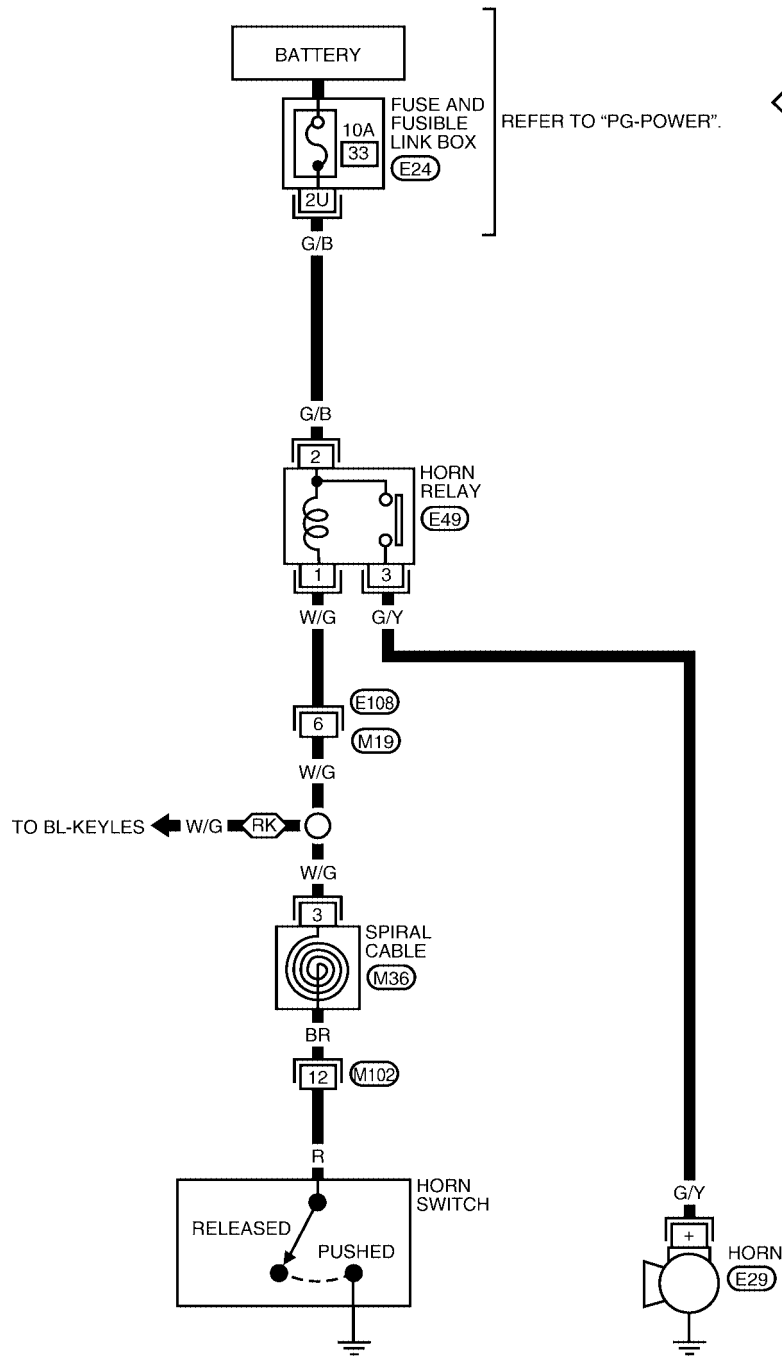 BATTERY
FUSE AND
FUSIBLE
LINK BOX
10A
33
E24
REFER TO “PG-POWER”.
2U
G/B
G/B
2
HORN
RELAY
E49
1
3
W/G
G/Y
E108
6
M19
W/G
TO BL-KEYLES
W/G
RK
W/G
3
SPIRAL
CABLE
M36
BR
12
M102
R
HORN
SWITCH
RELEASED
PUSHED
G/Y
+
HORN
E29